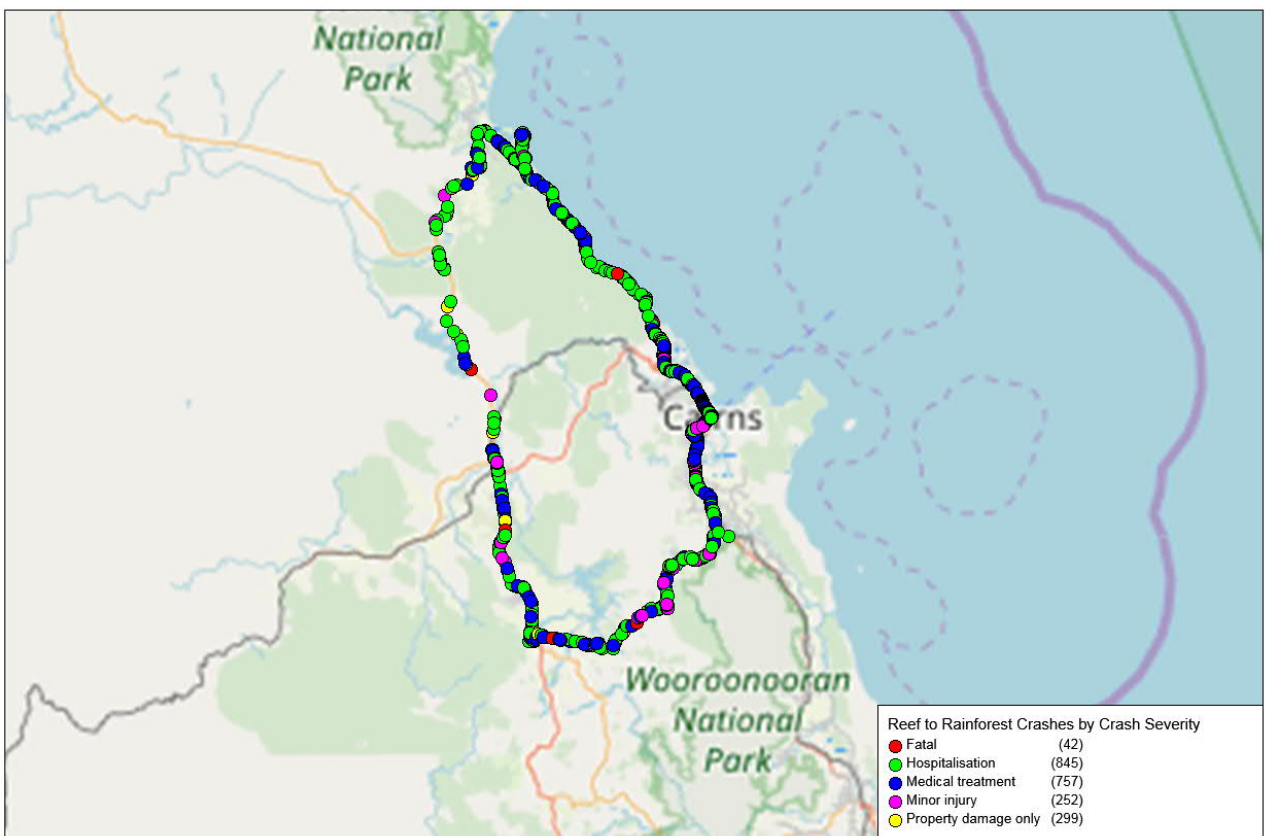 National
Park
Cairns
Wooroonooran
National
Park
Reef to Rainforest Crashes by Crash Severity
Fatal (42)
Hospitalisation (845)
Medical treatment (757)
Minor injury (252)
Property damage only (299)